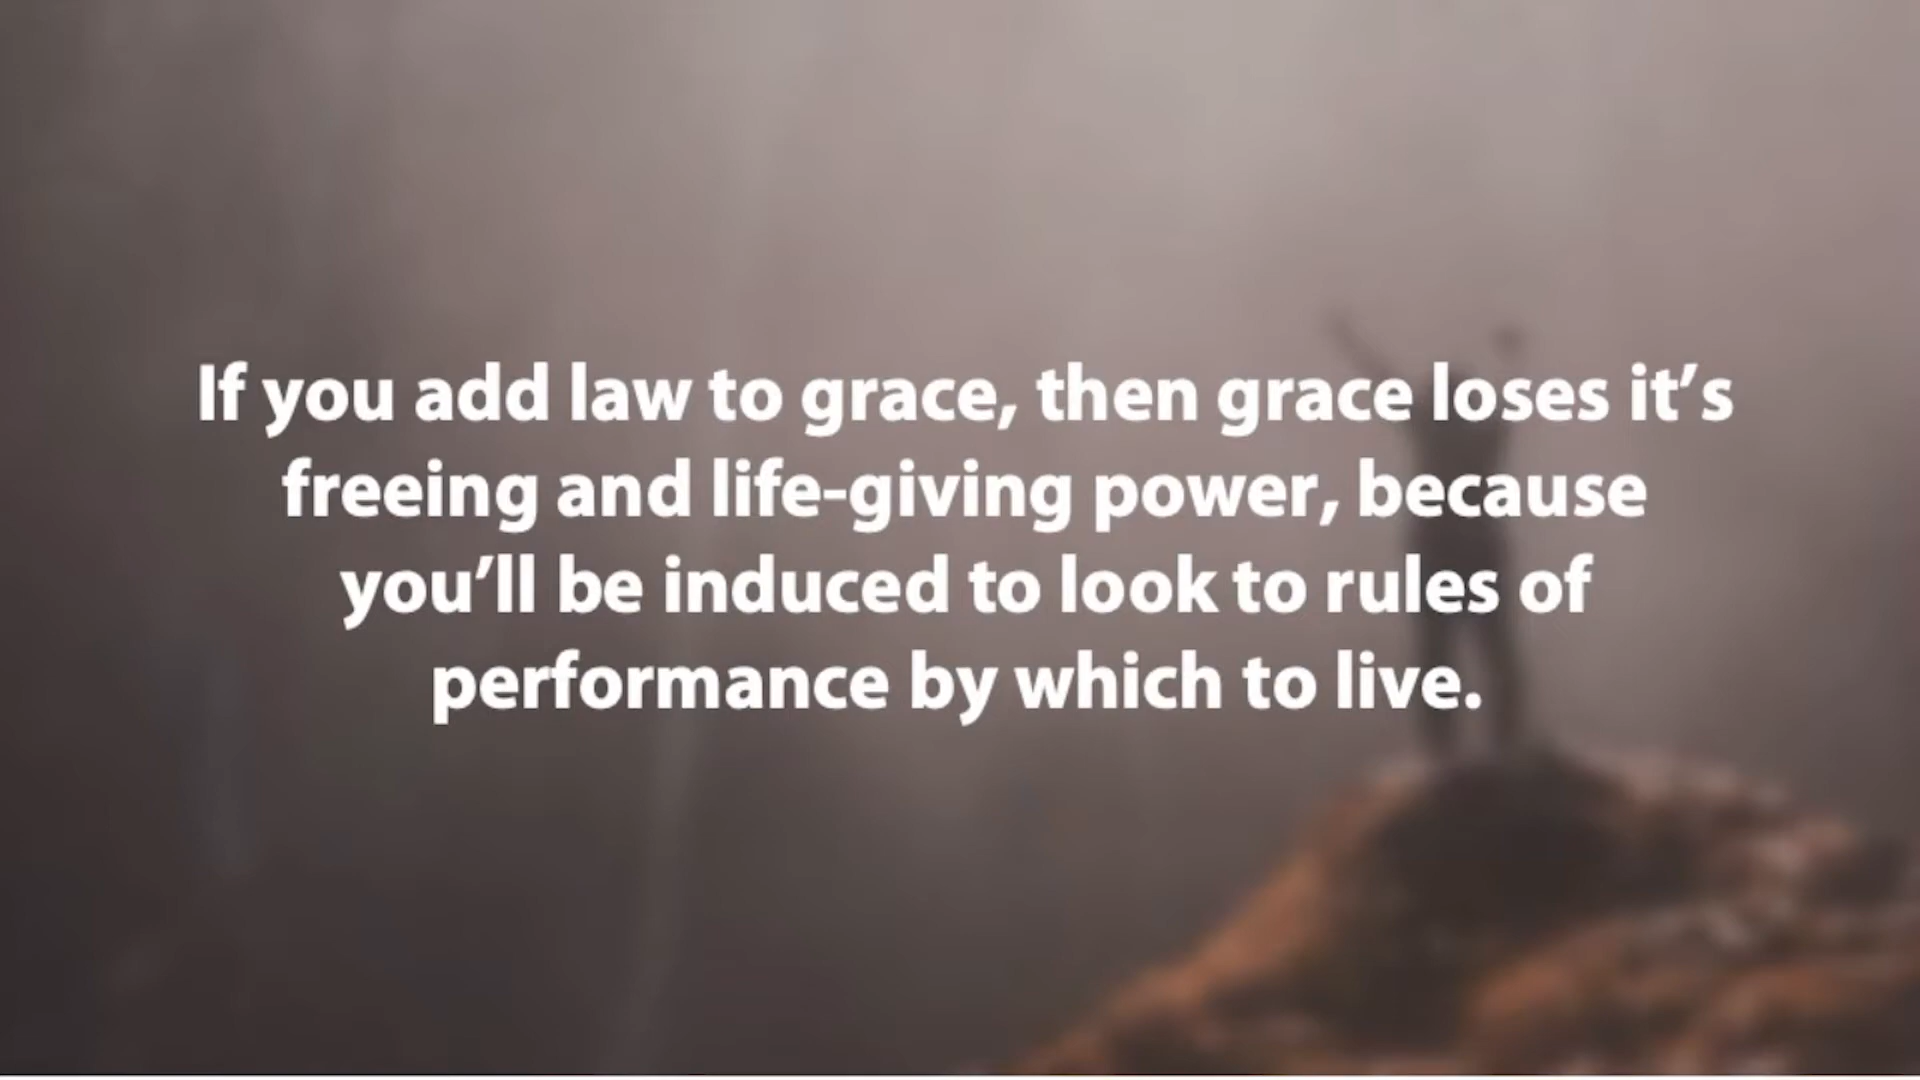 If you add law to grace, then grace loses it’s
freeing and life-giving power, because
you’ll be induced to look to rules of
performance by which to live.